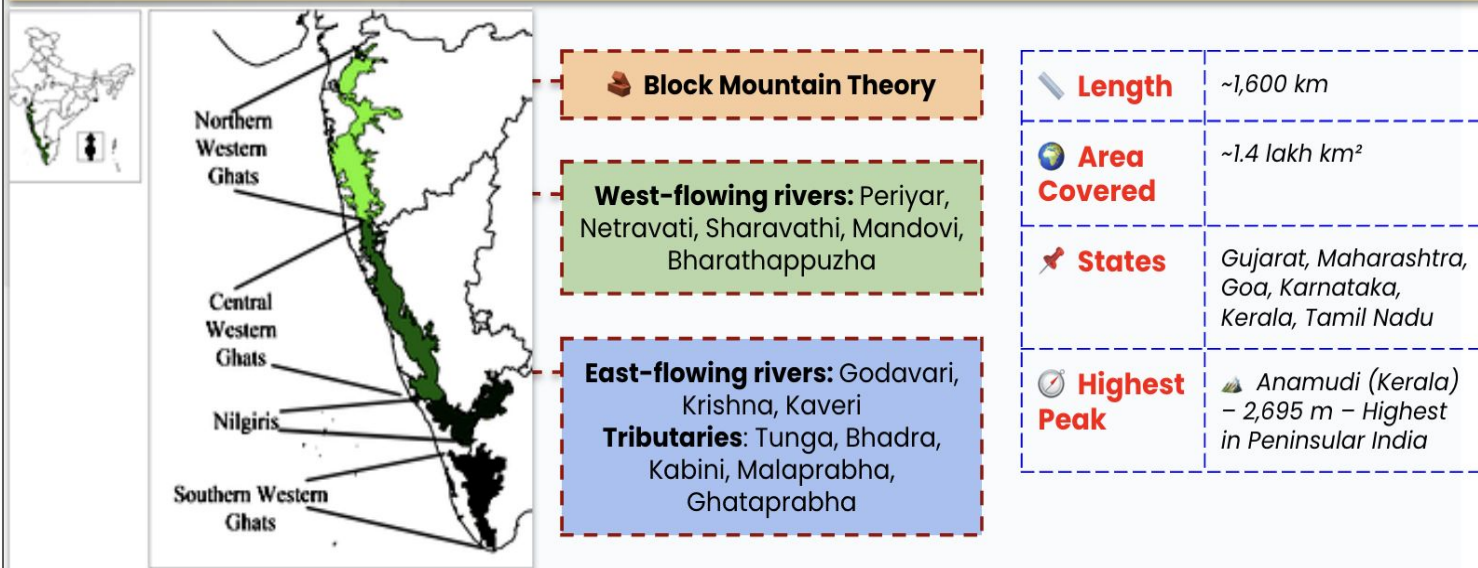 Northern
Western
Ghats
Central
Western
Ghats
Nilgiris
Southern Western
Ghats
Block Mountain Theory
West-flowing rivers: Periyar,
Netravati, Sharavathi, Mandovi,
Bharathappuzha
East-flowing rivers: Godavari,
Krishna, Kaveri
Tributaries: Tunga, Bhadra,
Kabini, Malaprabha,
Ghataprabha
Length
~1,600 km
Area
Covered
~1.4 lakh km²
States
Gujarat, Maharashtra,
Goa, Karnataka,
Kerala, Tamil Nadu
Highest
Peak
Anamudi (Kerala)
– 2,695 m – Highest
in Peninsular India